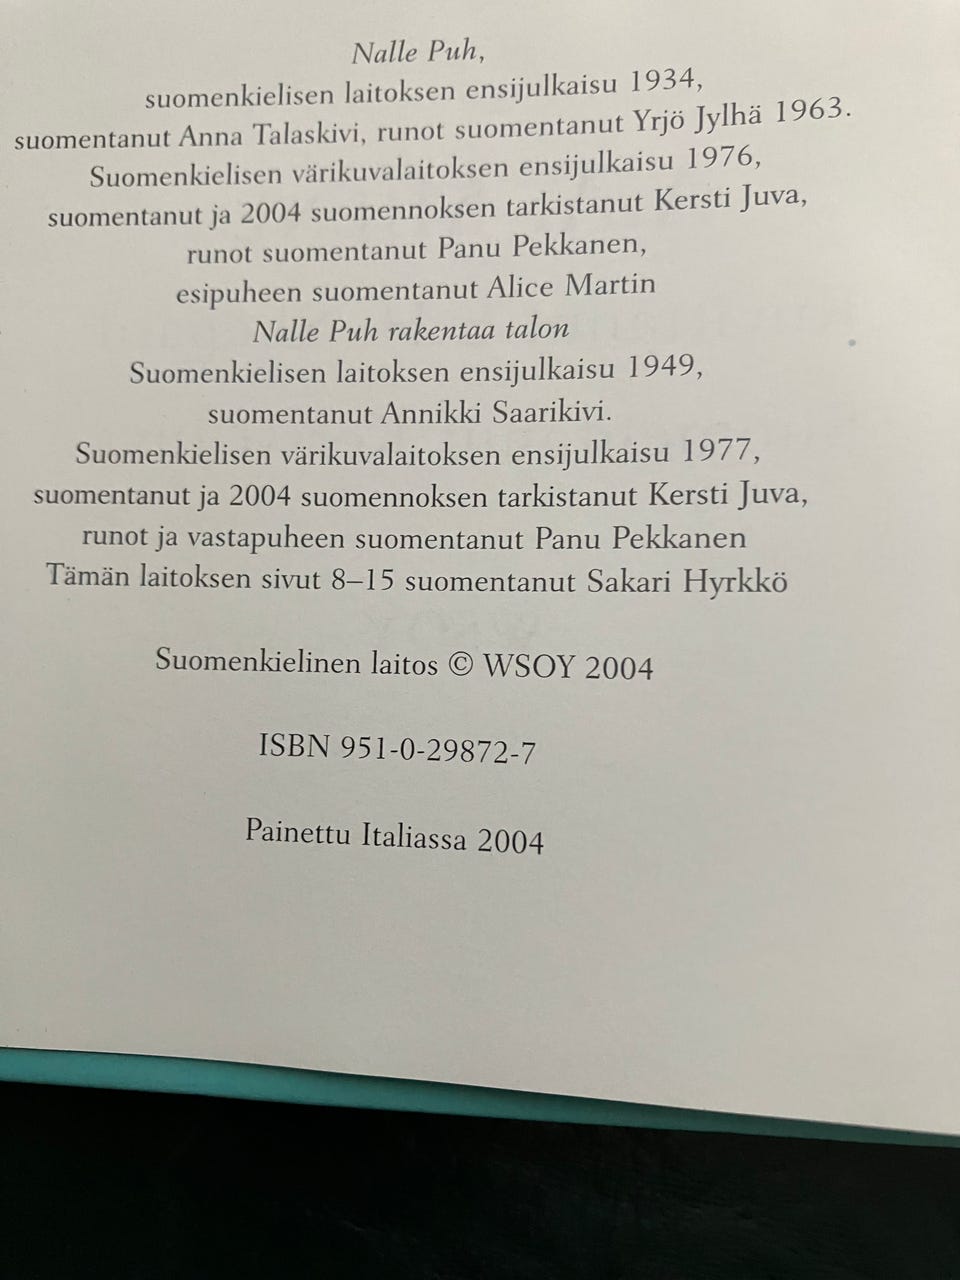 Nalle Puh,
suomenkielisen laitoksen ensijulkaisu 1934,
suomentanut Anna Talaskivi, runot suomentanut Yrjö Jylhä 1963.
Suomenkielisen värikuvalaitoksen ensijulkaisu 1976,
suomentanut ja 2004 suomennoksen tarkistanut Kersti Juva,
runot suomentanut Panu Pekkanen,
esipuheen suomentanut Alice Martin
Nalle Puh rakentaa talon
Suomenkielisen laitoksen ensijulkaisu 1949,
suomentanut Annikki Saarikivi.
Suomenkielisen värikuvalaitoksen ensijulkaisu 1977,
suomentanut ja 2004 suomennoksen tarkistanut Kersti Juva,
runot ja vastapuheen suomentanut Panu Pekkanen
Tämän laitoksen sivut 8–15 suomentanut Sakari Hyrkkö
Suomenkielinen laitos © WSOY 2004
ISBN 951-0-29872-7
Painettu Italiassa 2004